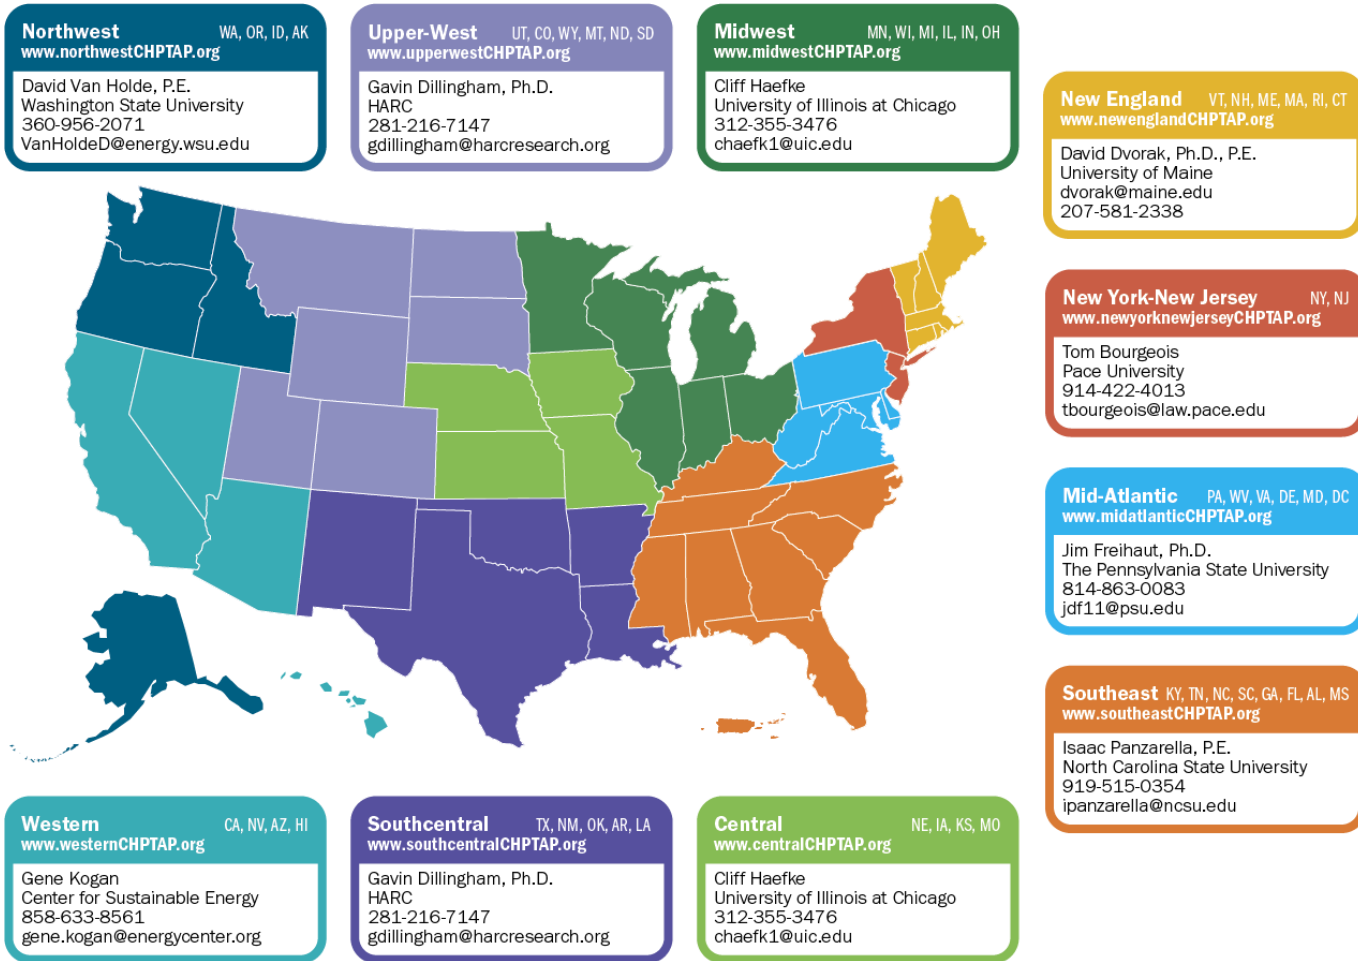 Northwest WA, OR, ID, AK
www.northwestCHPTAP.org
David Van Holde, P.E.
Washington State University
360-956-2071
VanHoldeD@energy.wsu.edu
Upper-West UT, CO, WY, MT, ND, SD
www.upperwestCHPTAP.org
Gavin Dillingham, Ph.D.
HARC
281-216-7147
gdillingham@harcresearch.org
Midwest MN, WI, MI, IL, IN, OH
www.midwestCHPTAP.org
Cliff Haefke
University of Illinois at Chicago
312-355-3476
chaefk1@uic.edu
New England VT, NH, ME, MA, RI, CT
www.newenglandCHPTAP.org
David Dvorak, Ph.D., P.E.
University of Maine
dvorak@maine.edu
207-581-2338
New York-New Jersey NY, NJ
www.newyorknewjerseyCHPTAP.org
Tom Bourgeois
Pace University
914-422-4013
tbourgeois@law.pace.edu
Mid-Atlantic PA, WV, VA, DE, MD, DC
www.midatlanticCHPTAP.org
Jim Freihaut, Ph.D.
The Pennsylvania State University
814-863-0083
jdf11@psu.edu
Southeast KY, TN, NC, SC, GA, FL, AL, MS
www.southeastCHPTAP.org
Isaac Panzarella, P.E.
North Carolina State University
919-515-0354
ipanzarella@ncsu.edu
Western CA, NV, AZ, HI
www.westernCHPTAP.org
Gene Kogan
Center for Sustainable Energy
858-633-8561
gene.kogan@energycenter.org
Southcentral TX, NM, OK, AR, LA
www.southcentralCHPTAP.org
Gavin Dillingham, Ph.D.
HARC
281-216-7147
gdillingham@harcresearch.org
Central NE, IA, KS, MO
www.centralCHPTAP.org
Cliff Haefke
University of Illinois at Chicago
312-355-3476
chaefk1@uic.edu